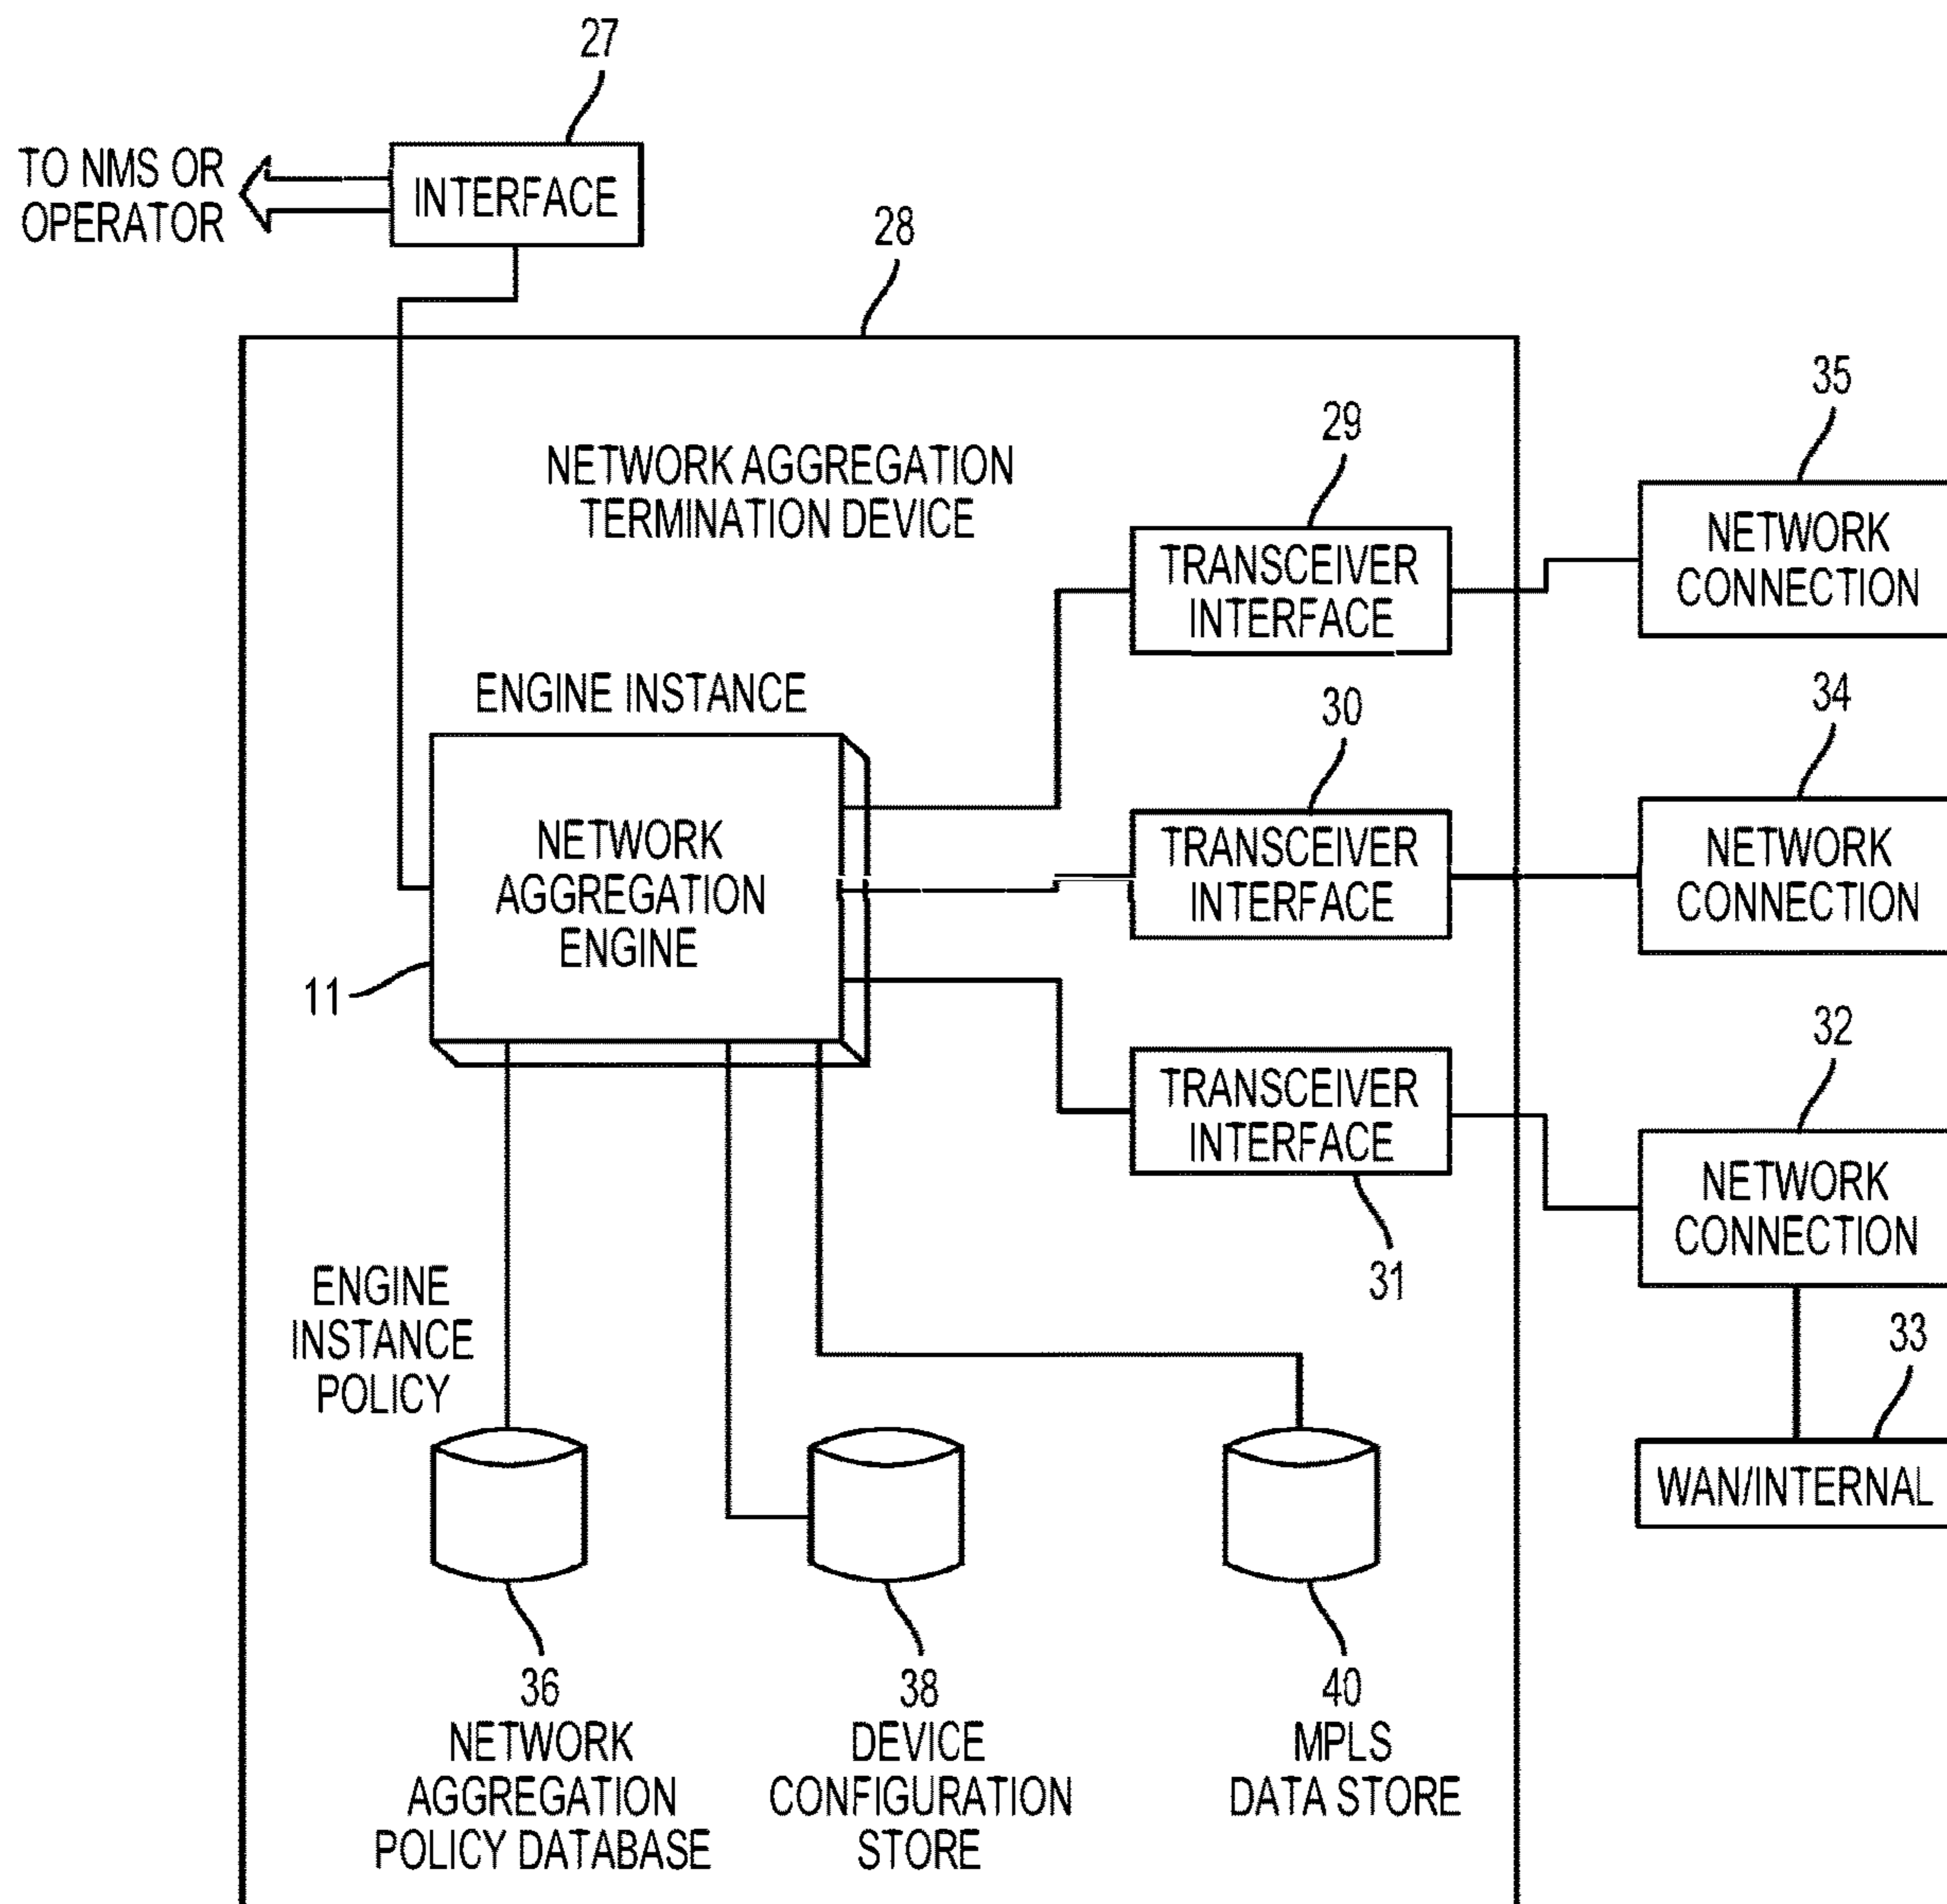 27
TO NMS OR
OPERATOR
INTERFACE
28
NETWORK AGGREGATION
TERMINATION DEVICE
29
TRANSCEIVER
INTERFACE
35
NETWORK
CONNECTION
ENGINE INSTANCE
NETWORK
AGGREGATION
ENGINE
11
30
TRANSCEIVER
INTERFACE
34
NETWORK
CONNECTION
TRANSCEIVER
INTERFACE
31
32
NETWORK
CONNECTION
33
WAN/INTERNAL
ENGINE
INSTANCE
POLICY
36
NETWORK
AGGREGATION
POLICY DATABASE
38
DEVICE
CONFIGURATION
STORE
40
MPLS
DATA STORE